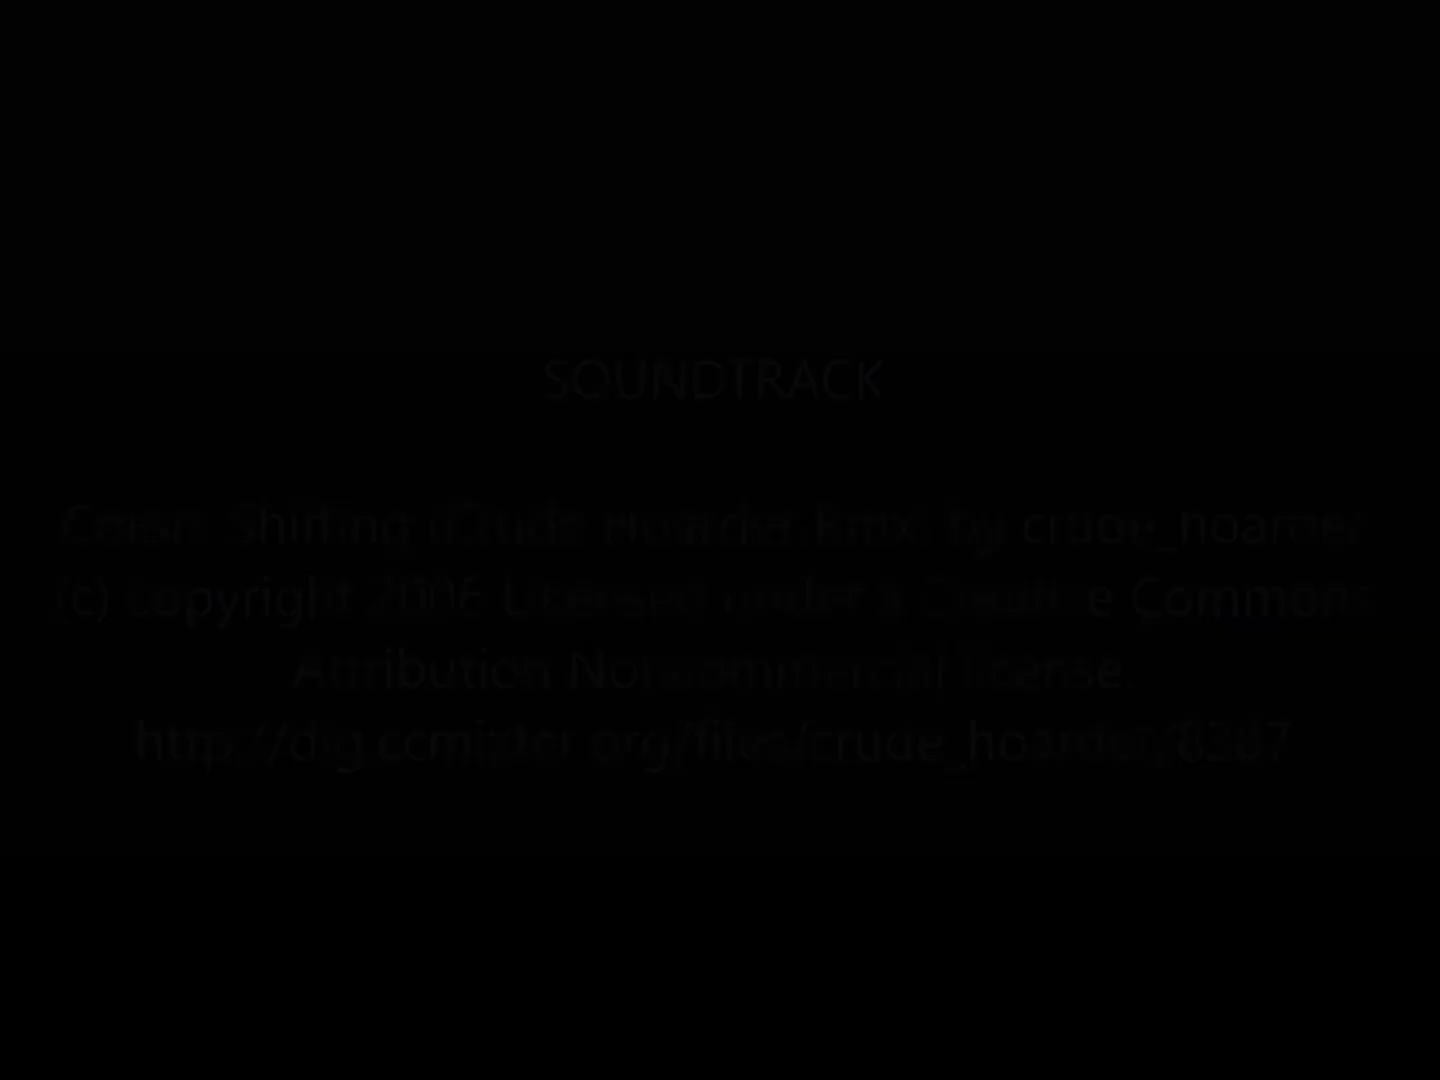 SOUNDTRACK
Shifting (Crude Hoarder Rmx) by crude_hoarder
(c) copyright 2006 Licensed under a Creative Commons
Attribution Noncommercial license.
http://dig.ccmixter.org/files/crude_hoarder/8387